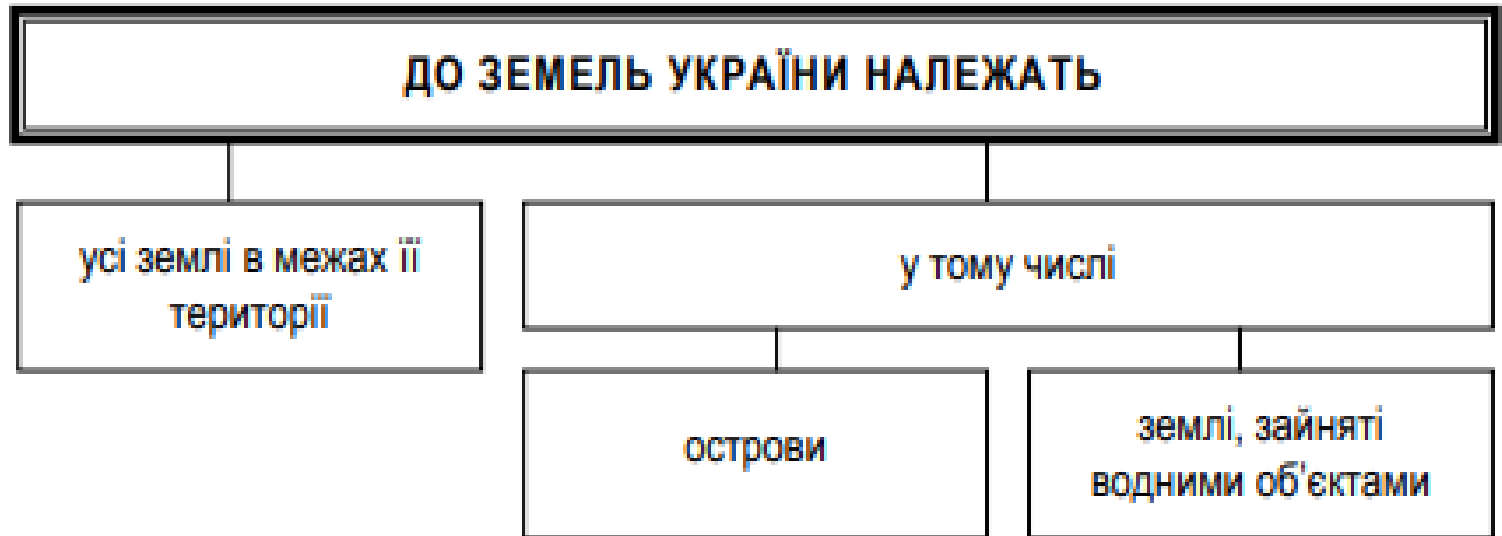 ДО ЗЕМЕЛЬ УКРАЇНИ НАЛЕЖАТЬ
усі землі в межах її
території
у тому числі
острови
землі, зайняті
водними об'єктами